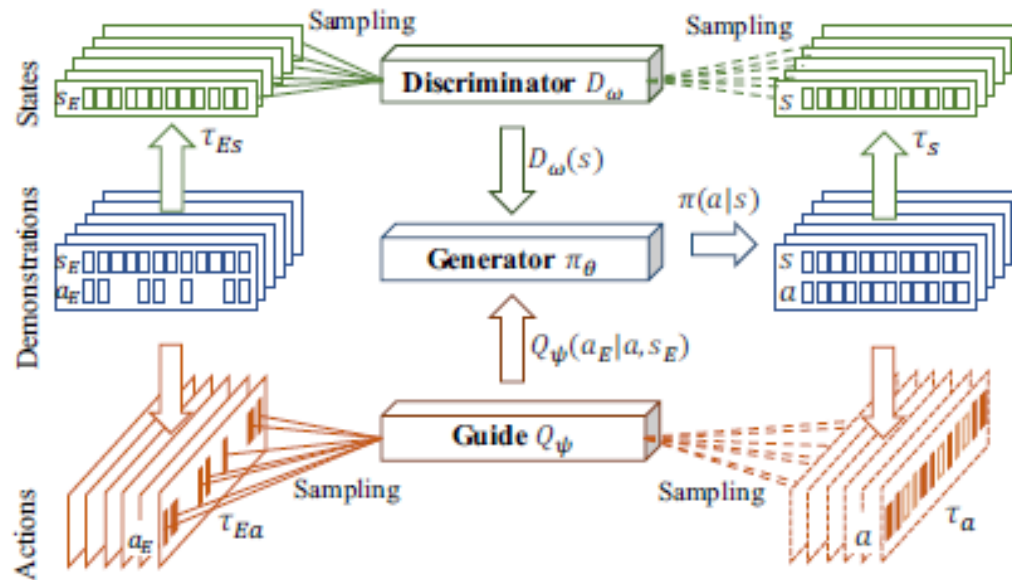 Sampling
Sampling
States
s_E
Discriminator D_ω
s
τ_Es
D_ω(s)
τ_s
Demonstrations
π(a|s)
s_E
a_E
Generator π_θ
s
a
Q_ψ(a_E|a, s_E)
Guide Q_ψ
Sampling
Sampling
Actions
a_E
τ_Ea
a
τ_a